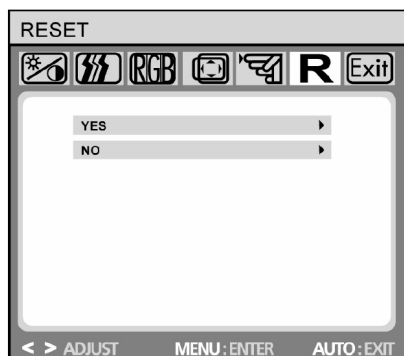 RESET
RGB R Exit
YES
NO
< > ADJUST MENU : ENTER AUTO : EXIT